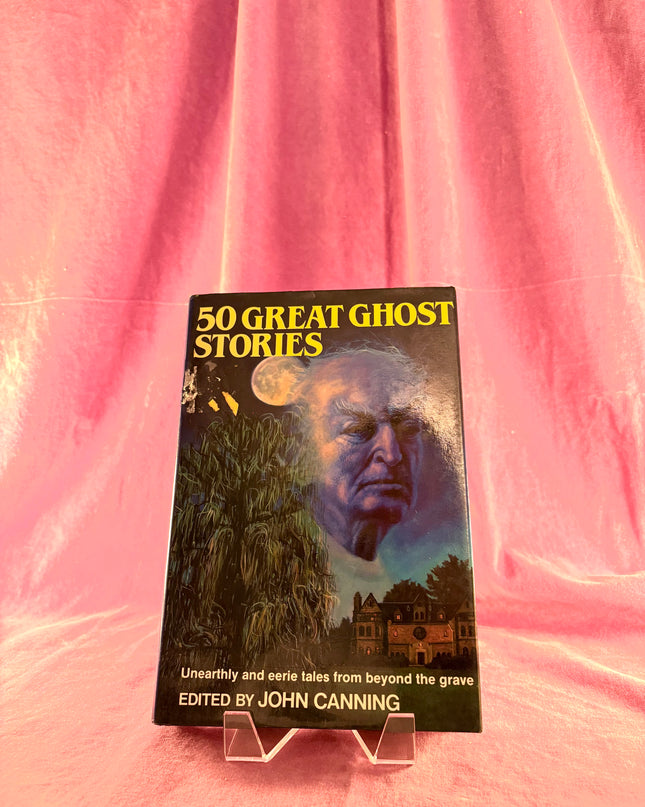 50 GREAT GHOST
STORIES
Unearthly and eerie tales from beyond the grave
EDITED BY JOHN CANNING